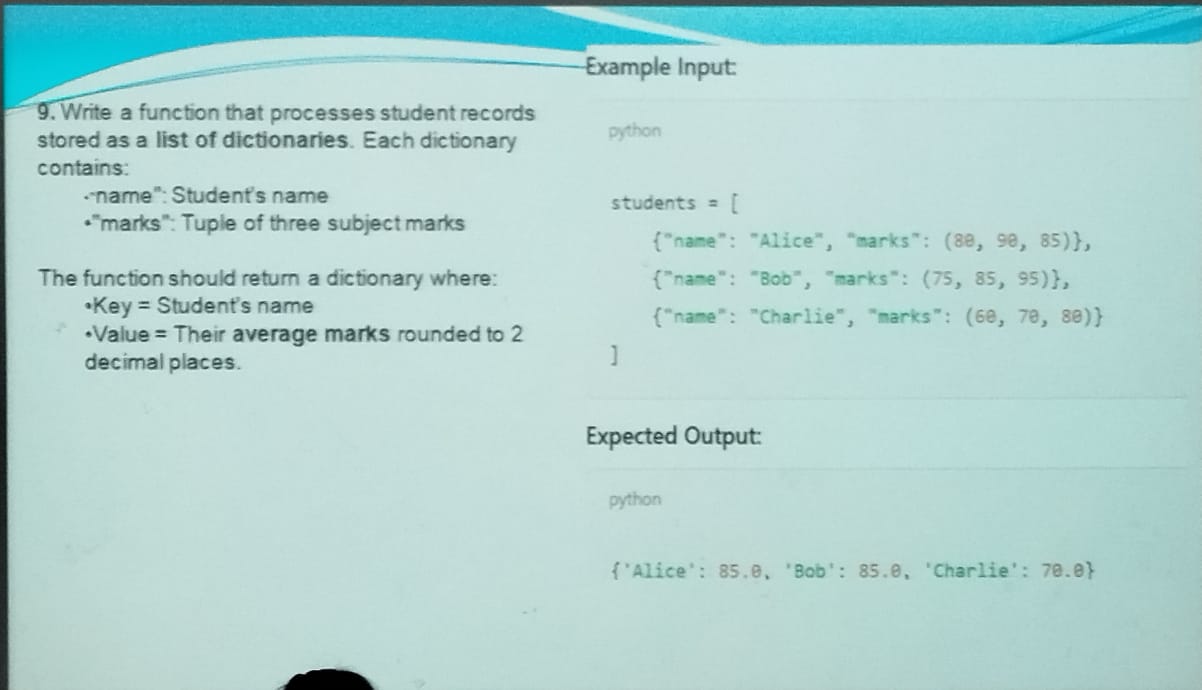 9. Write a function that processes student records
stored as a list of dictionaries. Each dictionary
contains:
•"name": Student's name
•"marks": Tuple of three subject marks
The function should return a dictionary where:
•Key = Student's name
•Value = Their average marks rounded to 2
decimal places.
Example Input:
python
students = [
{"name": "Alice", "marks": (80, 90, 85)},
{"name": "Bob", "marks": (75, 85, 95)},
{"name": "Charlie", "marks": (60, 70, 80)}
]
Expected Output:
python
{'Alice': 85.0, 'Bob': 85.0, 'Charlie': 70.0}